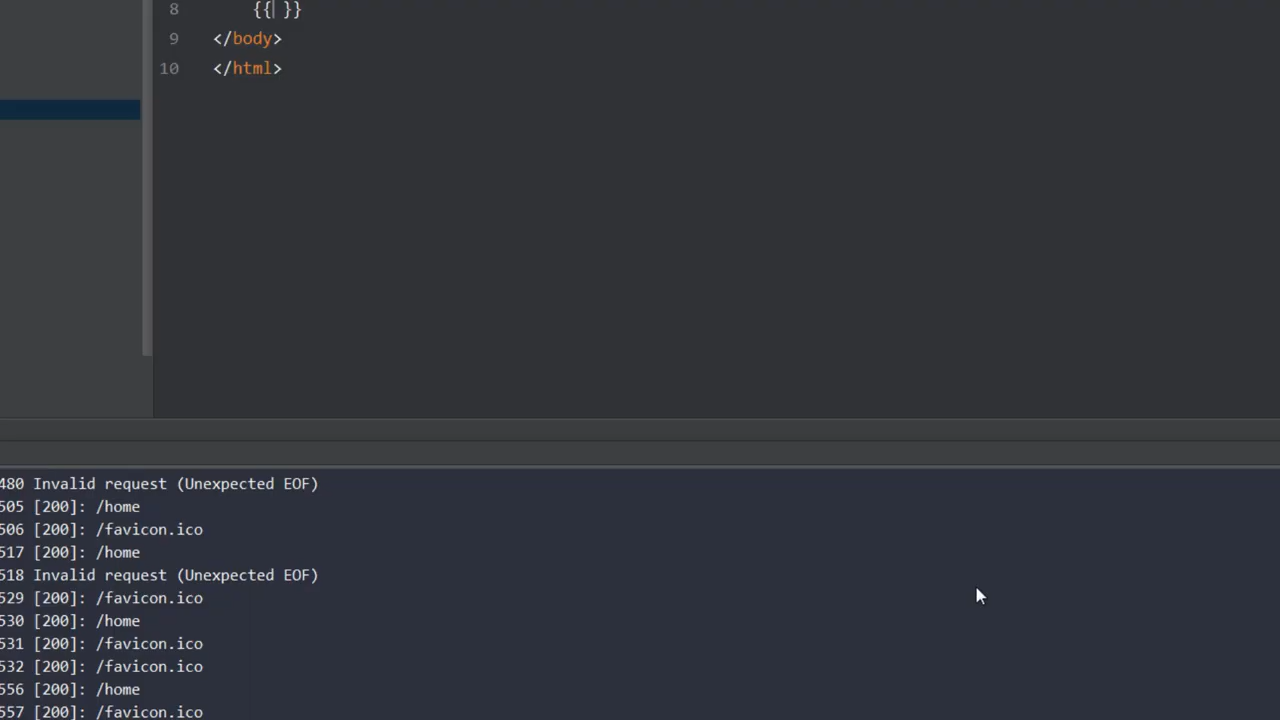 8 {{ }}
9 </body>
10 </html>
480 Invalid request (Unexpected EOF)
505 [200]: /home
506 [200]: /favicon.ico
517 [200]: /home
518 Invalid request (Unexpected EOF)
529 [200]: /favicon.ico
530 [200]: /home
531 [200]: /favicon.ico
532 [200]: /favicon.ico
556 [200]: /home
557 [200]: /favicon.ico